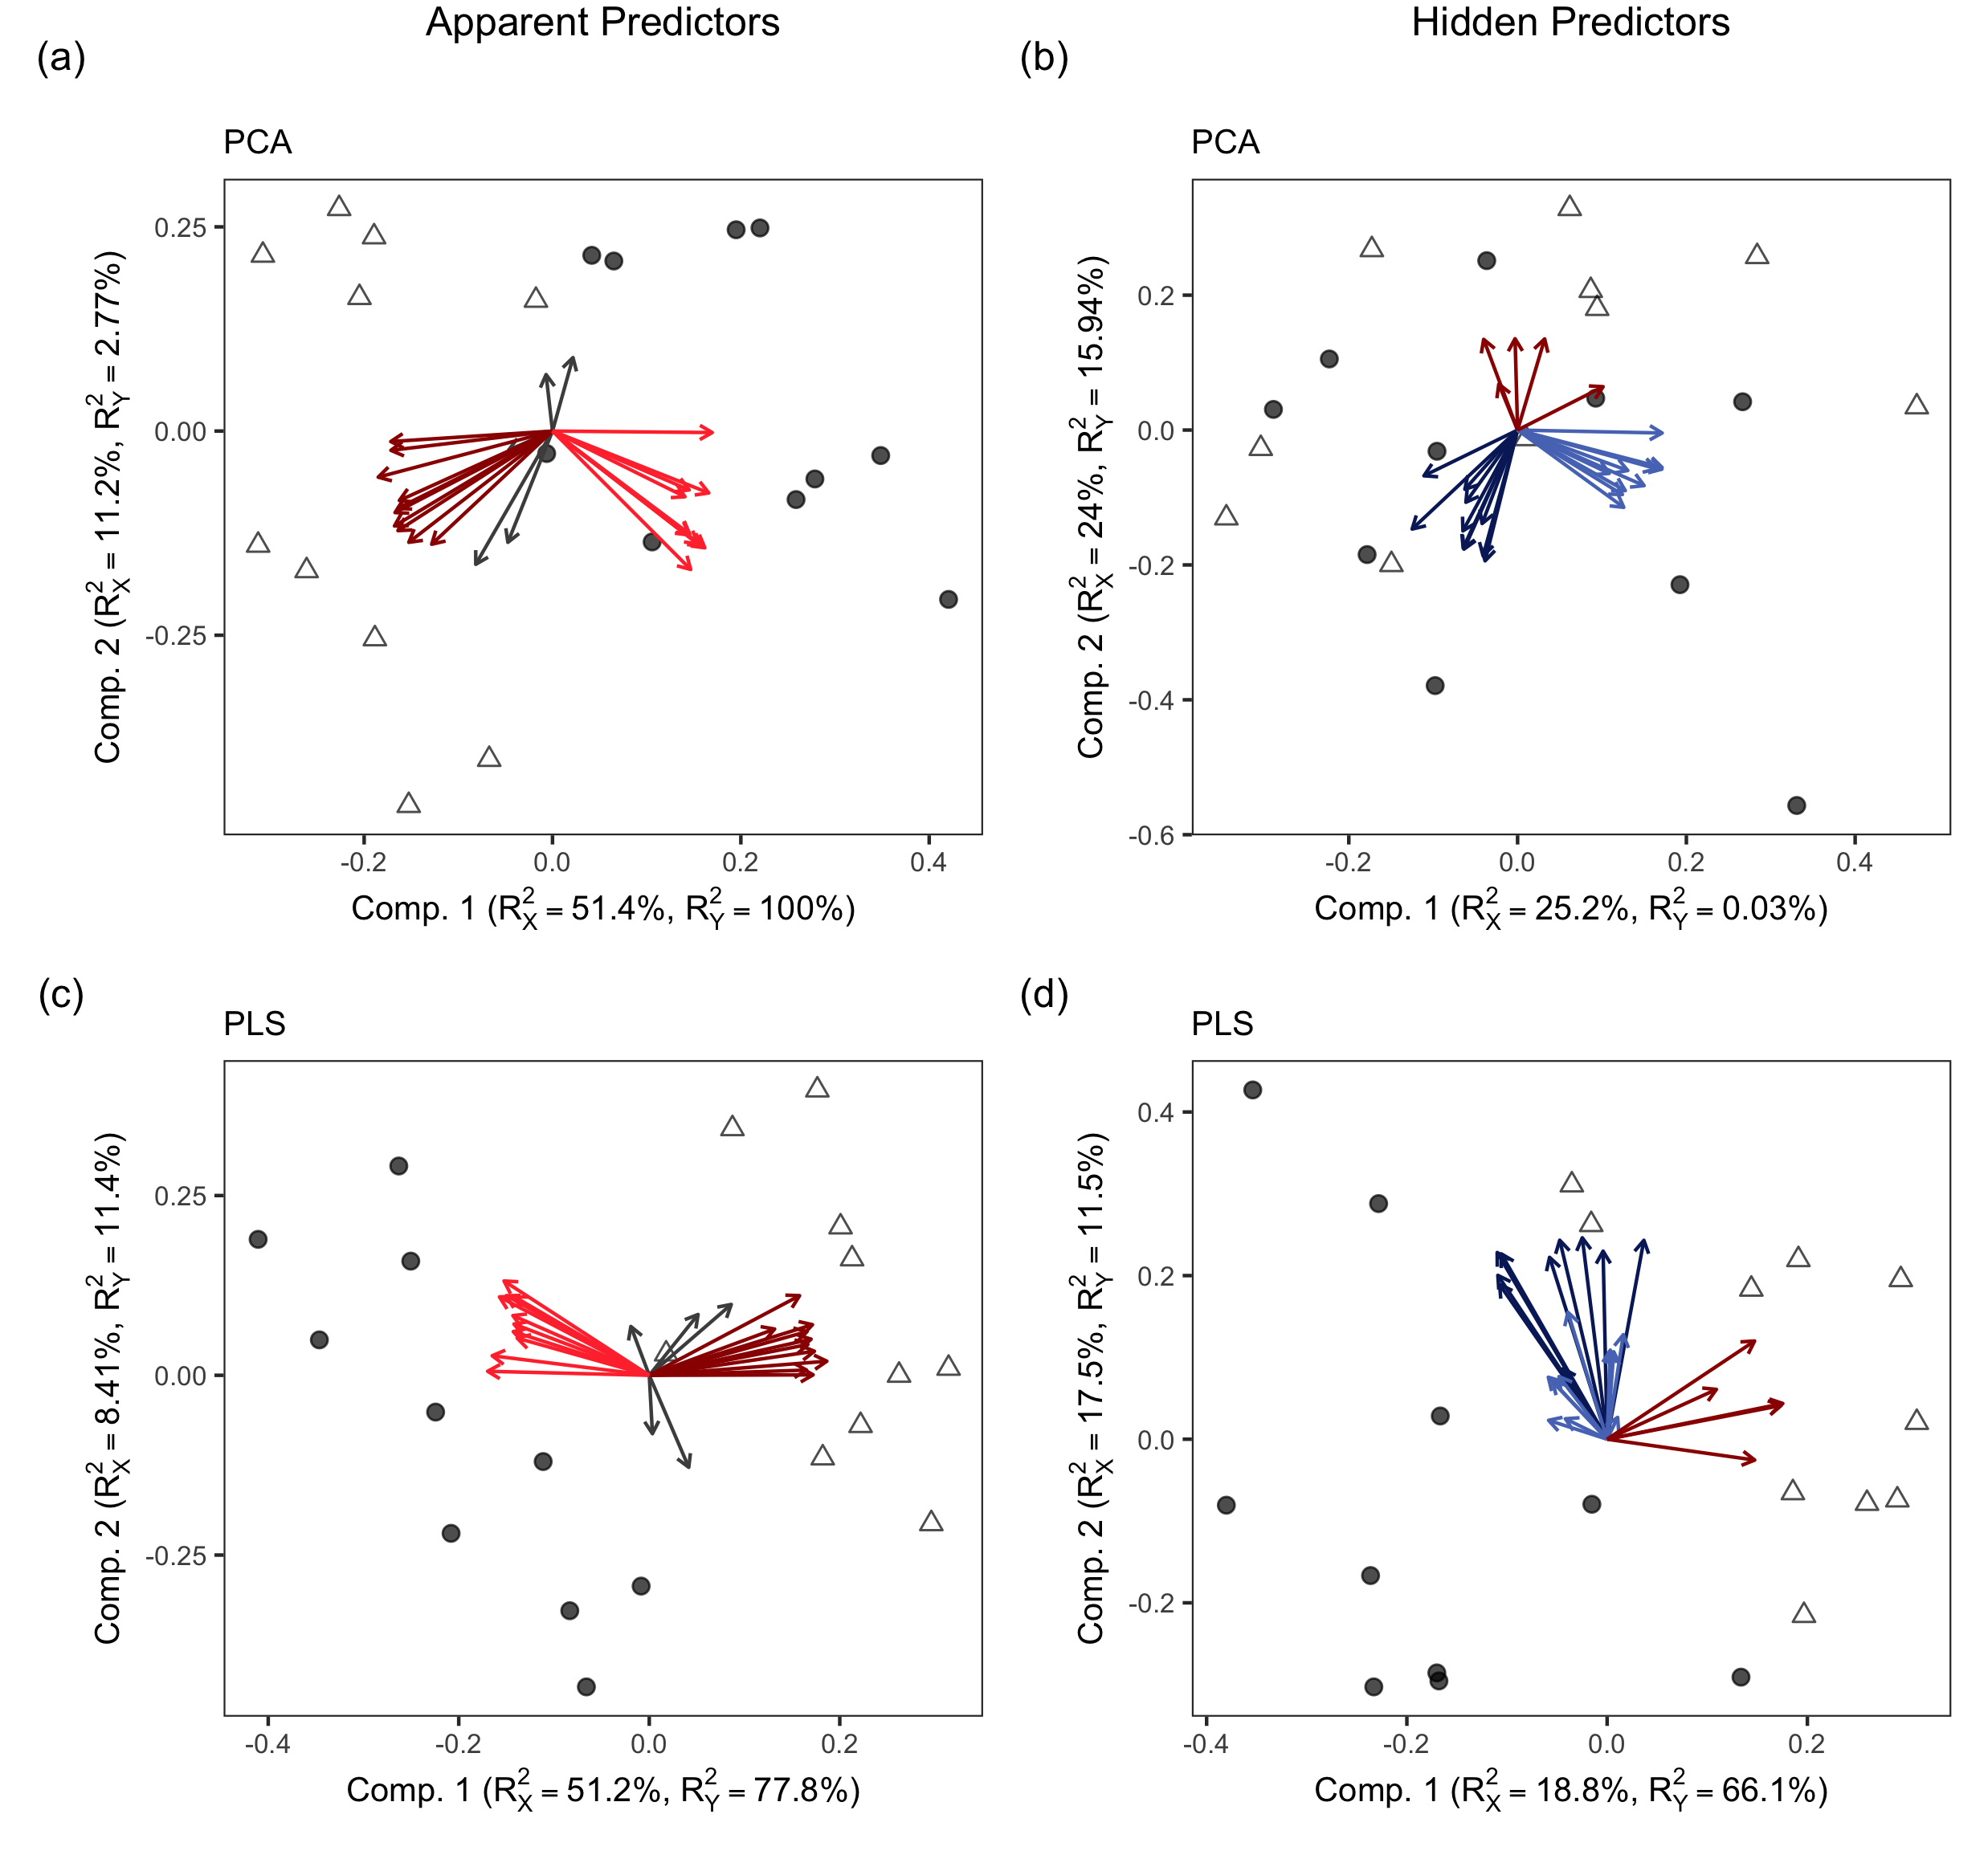 Apparent Predictors
Hidden Predictors
(a)
(b)
PCA
PCA
Comp. 2 (R²X = 11.2%, R²Y = 2.77%)
0.25
0.00
-0.25
-0.2 0.0 0.2 0.4
Comp. 1 (R²X = 51.4%, R²Y = 100%)
Comp. 2 (R²X = 24%, R²Y = 15.94%)
0.2
0.0
-0.2
-0.4
-0.6
-0.2 0.0 0.2 0.4
Comp. 1 (R²X = 25.2%, R²Y = 0.03%)
(c)
(d)
PLS
PLS
Comp. 2 (R²X = 8.41%, R²Y = 11.4%)
0.25
0.00
-0.25
-0.4 -0.2 0.0 0.2
Comp. 1 (R²X = 51.2%, R²Y = 77.8%)
Comp. 2 (R²X = 17.5%, R²Y = 11.5%)
0.4
0.2
0.0
-0.2
-0.4 -0.2 0.0 0.2
Comp. 1 (R²X = 18.8%, R²Y = 66.1%)